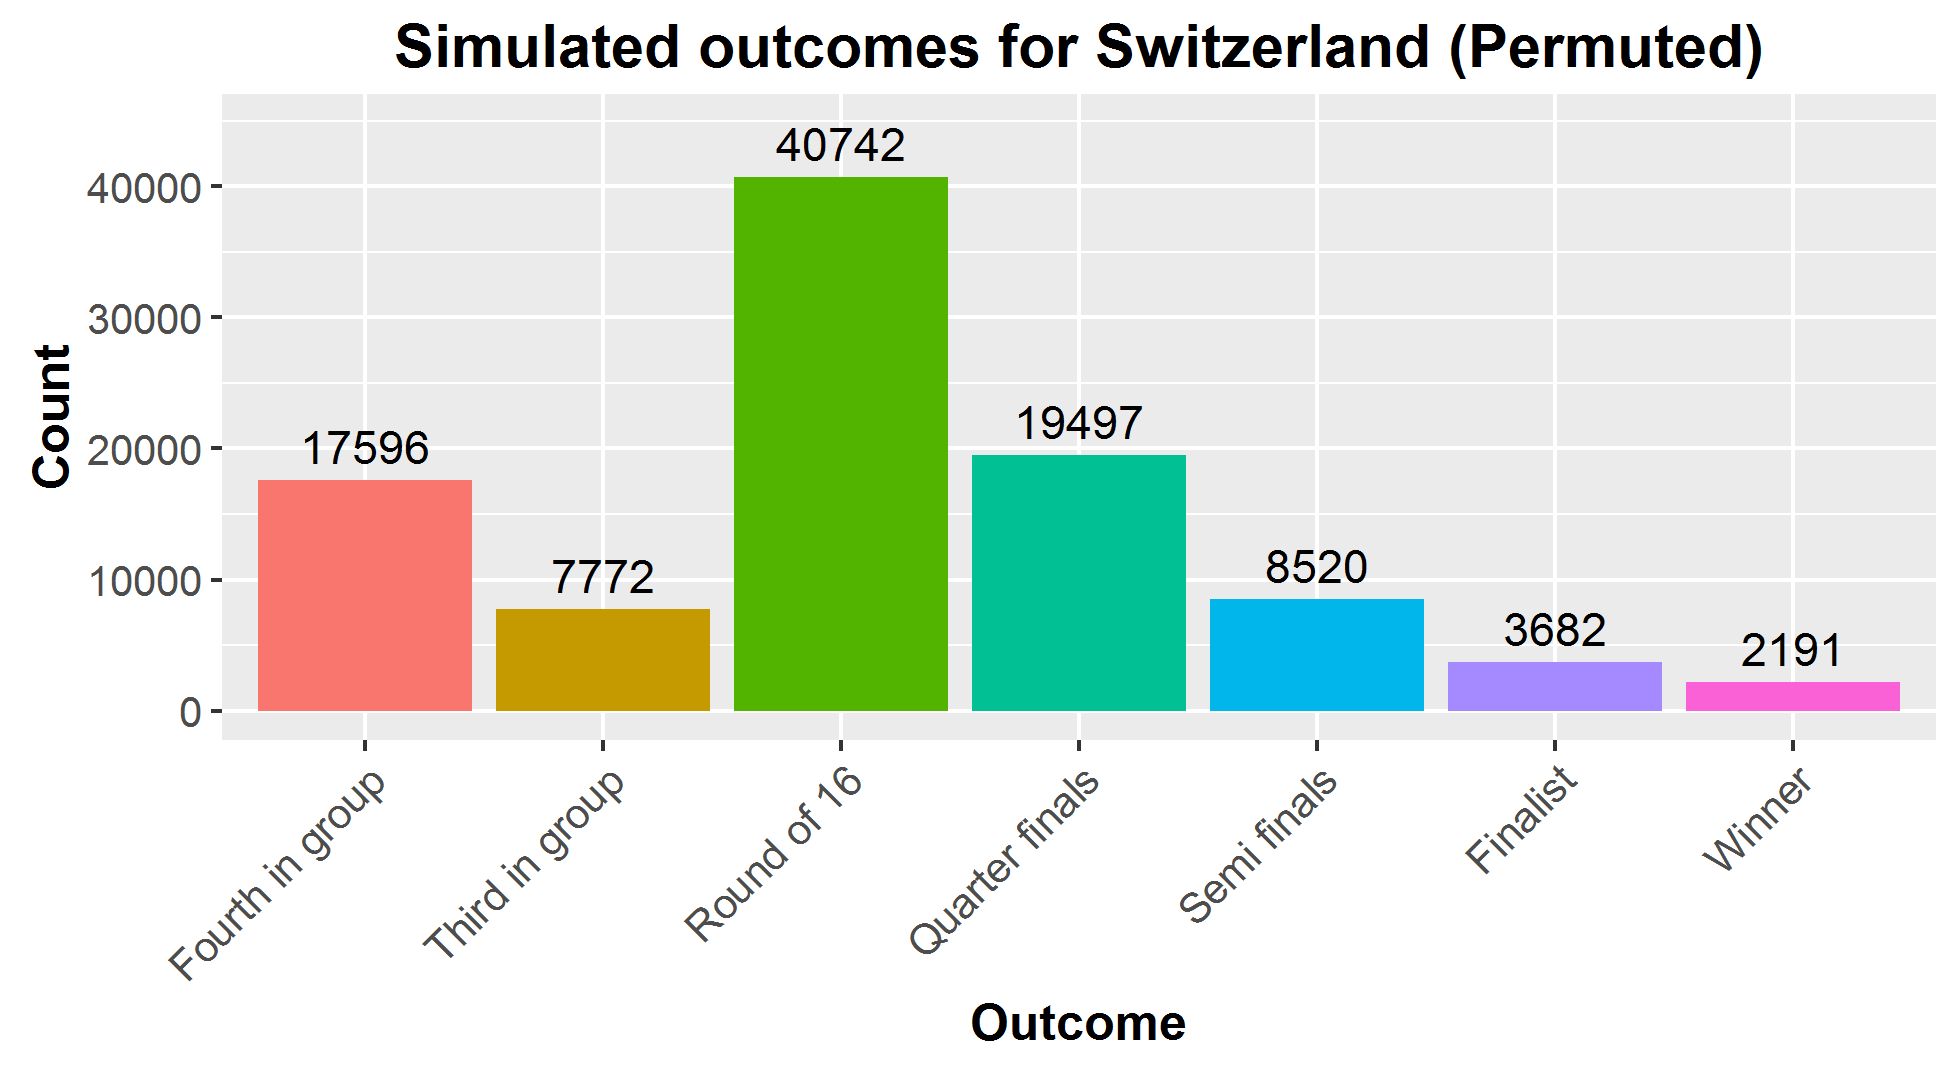 Simulated outcomes for Switzerland (Permuted)
Count
40000
30000
20000
10000
0
17596
7772
40742
19497
8520
3682
2191
Fourth in group
Third in group
Round of 16
Quarter finals
Semi finals
Finalist
Winner
Outcome